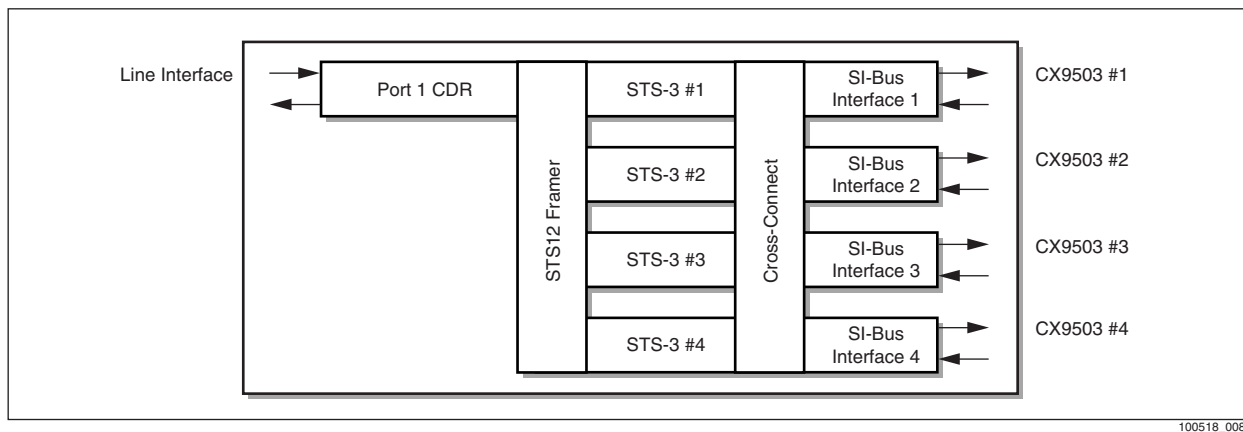 Line Interface
Port 1 CDR
STS12 Framer
STS-3 #1
STS-3 #2
STS-3 #3
STS-3 #4
Cross-Connect
SI-Bus
Interface 1
SI-Bus
Interface 2
SI-Bus
Interface 3
SI-Bus
Interface 4
CX9503 #1
CX9503 #2
CX9503 #3
CX9503 #4
100518_008